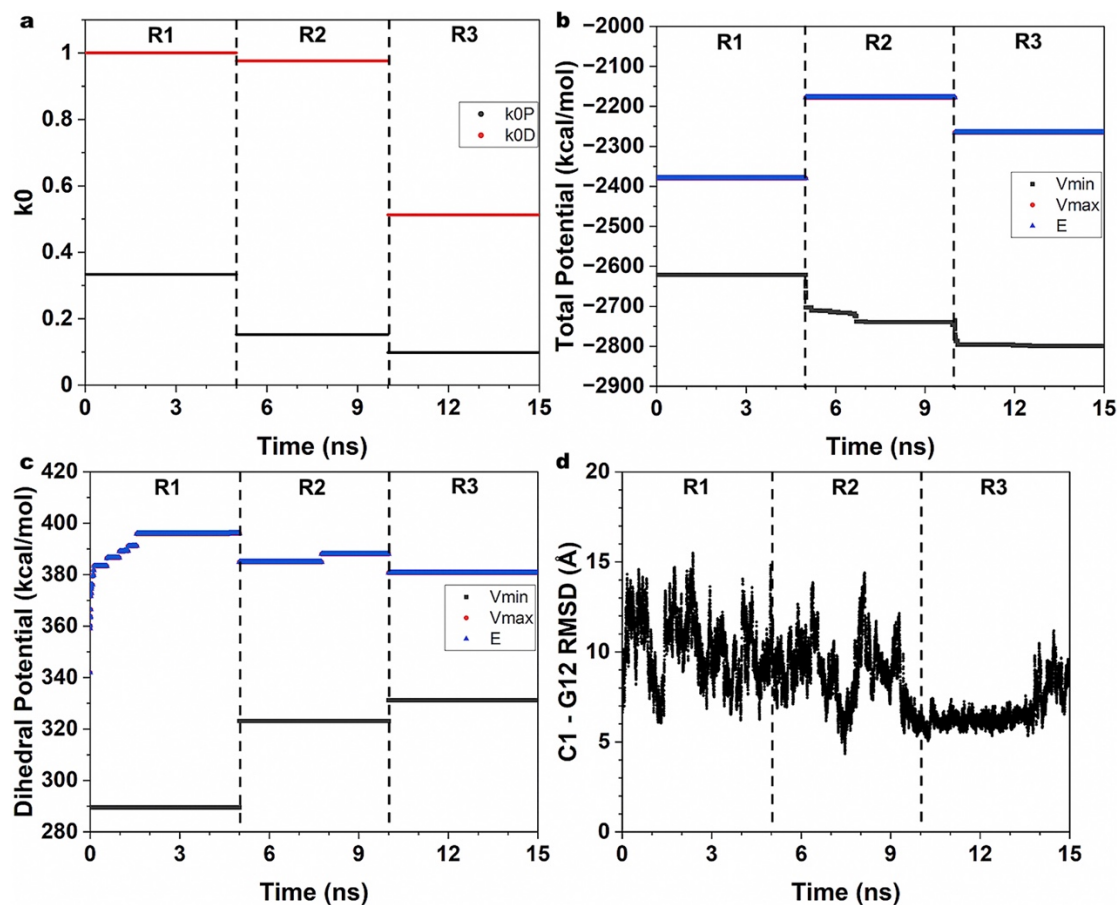 a
R1 R2 R3
1
0.8
0.6
0.4
0.2
0
k0
k0P
k0D
0 3 6 9 12 15
Time (ns)
b
R1 R2 R3
−2000
−2100
−2200
−2300
−2400
−2500
−2600
−2700
−2800
−2900
Total Potential (kcal/mol)
Vmin
Vmax
E
0 3 6 9 12 15
Time (ns)
c
R1 R2 R3
420
400
380
360
340
320
300
280
Dihedral Potential (kcal/mol)
Vmin
Vmax
E
0 3 6 9 12 15
Time (ns)
d
R1 R2 R3
20
15
10
5
0
C1 - G12 RMSD (Å)
0 3 6 9 12 15
Time (ns)